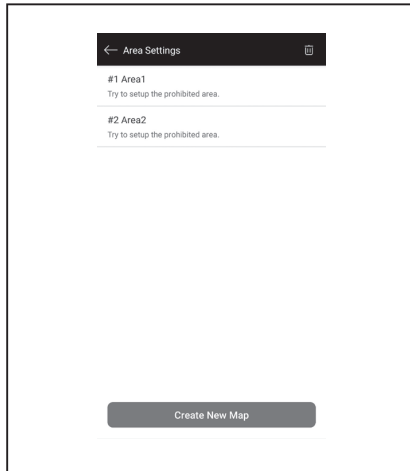 Area Settings
#1 Area1
Try to setup the prohibited area.
#2 Area2
Try to setup the prohibited area.
Create New Map